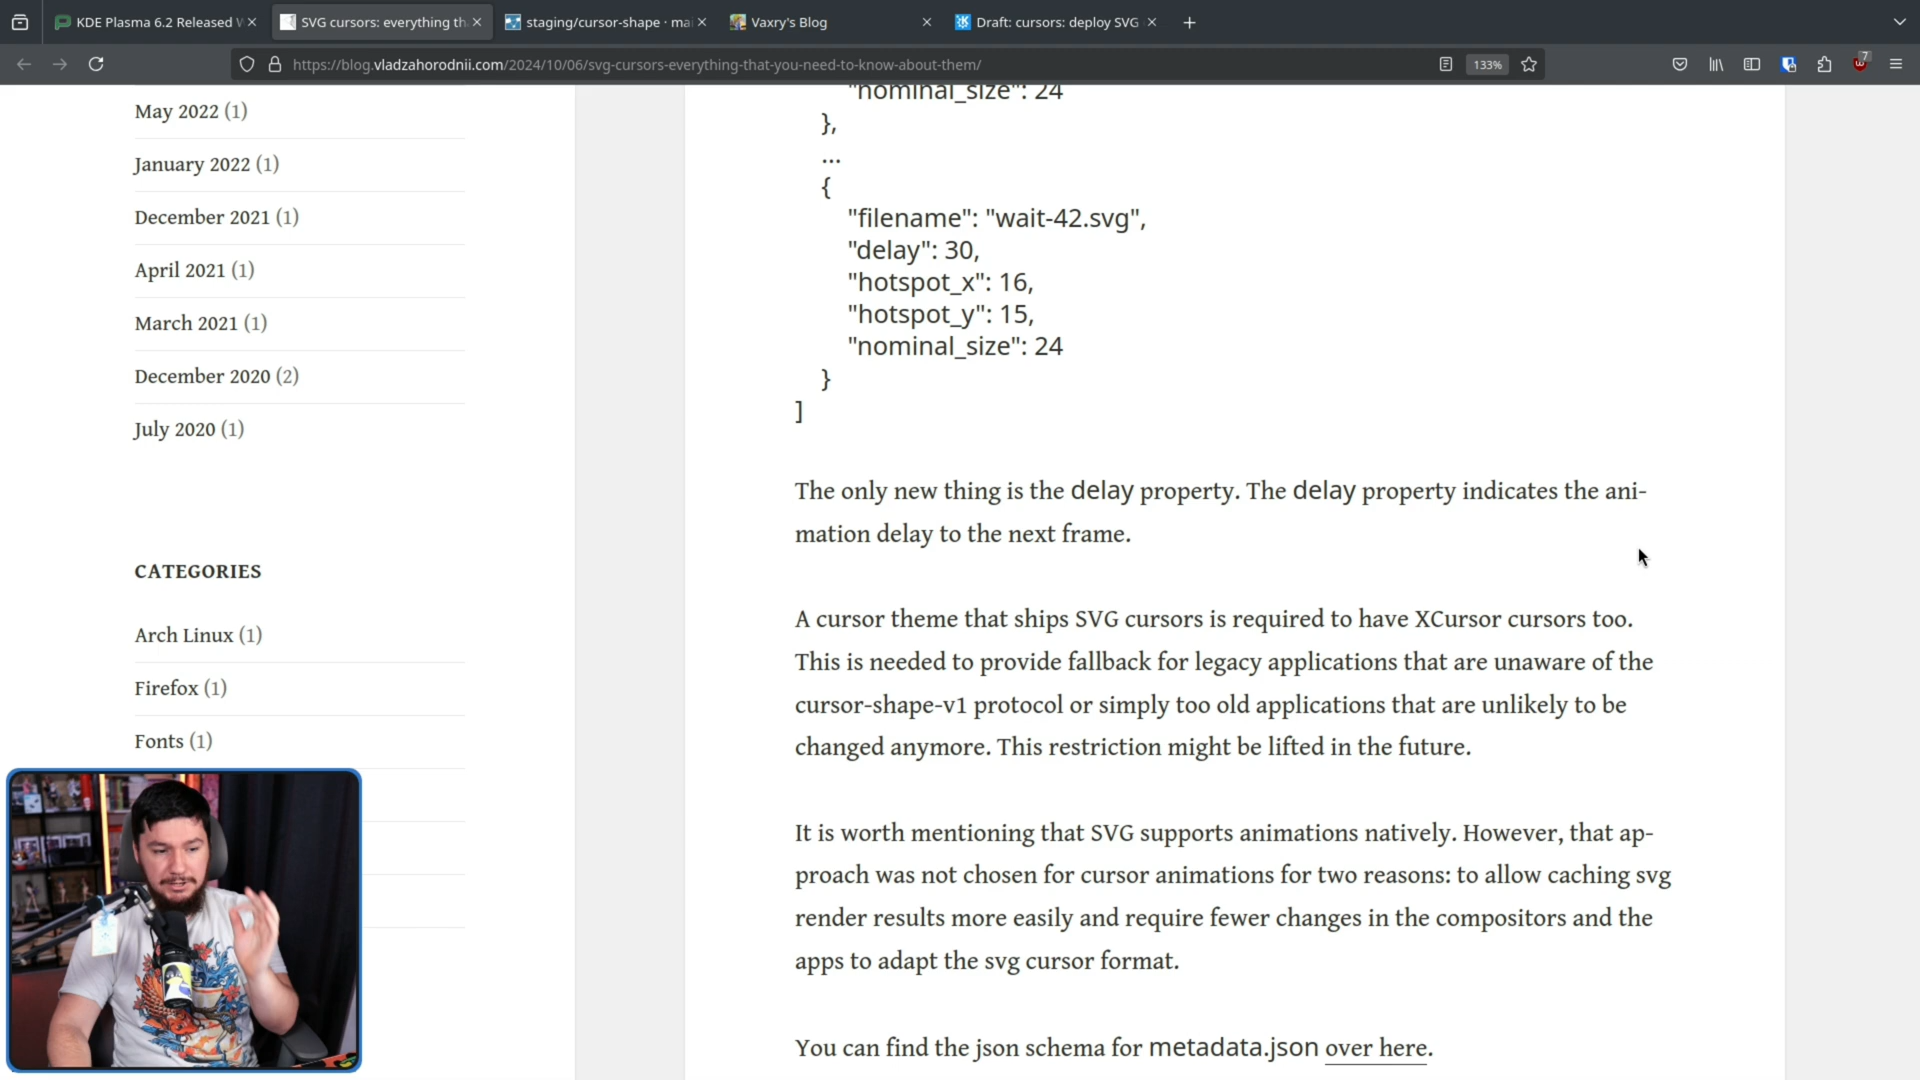 KDE Plasma 6.2 Released W
SVG cursors: everything th
staging/cursor-shape · mai
Vaxry's Blog
Draft: cursors: deploy SVG
https://blog.vladzahorodnii.com/2024/10/06/svg-cursors-everything-that-you-need-to-know-about-them/
133%
7
May 2022 (1)
January 2022 (1)
December 2021 (1)
April 2021 (1)
March 2021 (1)
December 2020 (2)
July 2020 (1)
CATEGORIES
Arch Linux (1)
Firefox (1)
Fonts (1)
"nominal_size": 24
},
...
{
"filename": "wait-42.svg",
"delay": 30,
"hotspot_x": 16,
"hotspot_y": 15,
"nominal_size": 24
}
]
The only new thing is the delay property. The delay property indicates the ani-
mation delay to the next frame.
A cursor theme that ships SVG cursors is required to have XCursor cursors too.
This is needed to provide fallback for legacy applications that are unaware of the
cursor-shape-v1 protocol or simply too old applications that are unlikely to be
changed anymore. This restriction might be lifted in the future.
It is worth mentioning that SVG supports animations natively. However, that ap-
proach was not chosen for cursor animations for two reasons: to allow caching svg
render results more easily and require fewer changes in the compositors and the
apps to adapt the svg cursor format.
You can find the json schema for metadata.json over here.